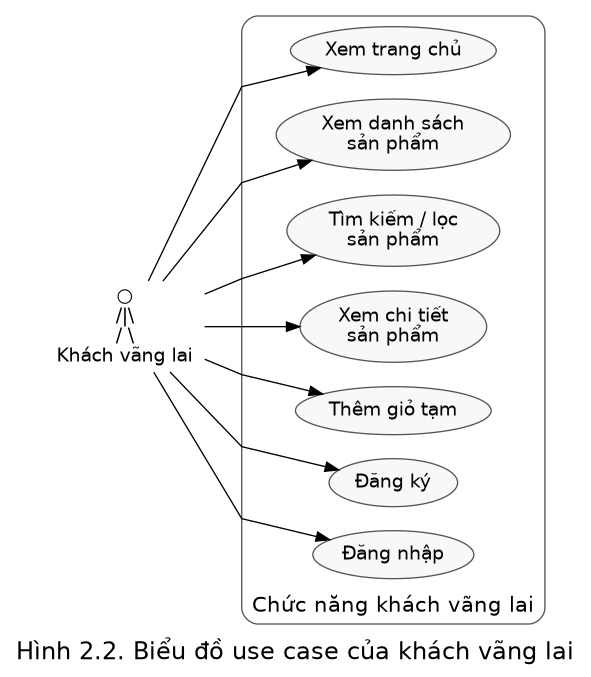 Xem trang chủ
Xem danh sách
sản phẩm
Tìm kiếm / lọc
sản phẩm
Xem chi tiết
sản phẩm
Khách vãng lai
Thêm giỏ tạm
Đăng ký
Đăng nhập
Chức năng khách vãng lai
Hình 2.2. Biểu đồ use case của khách vãng lai